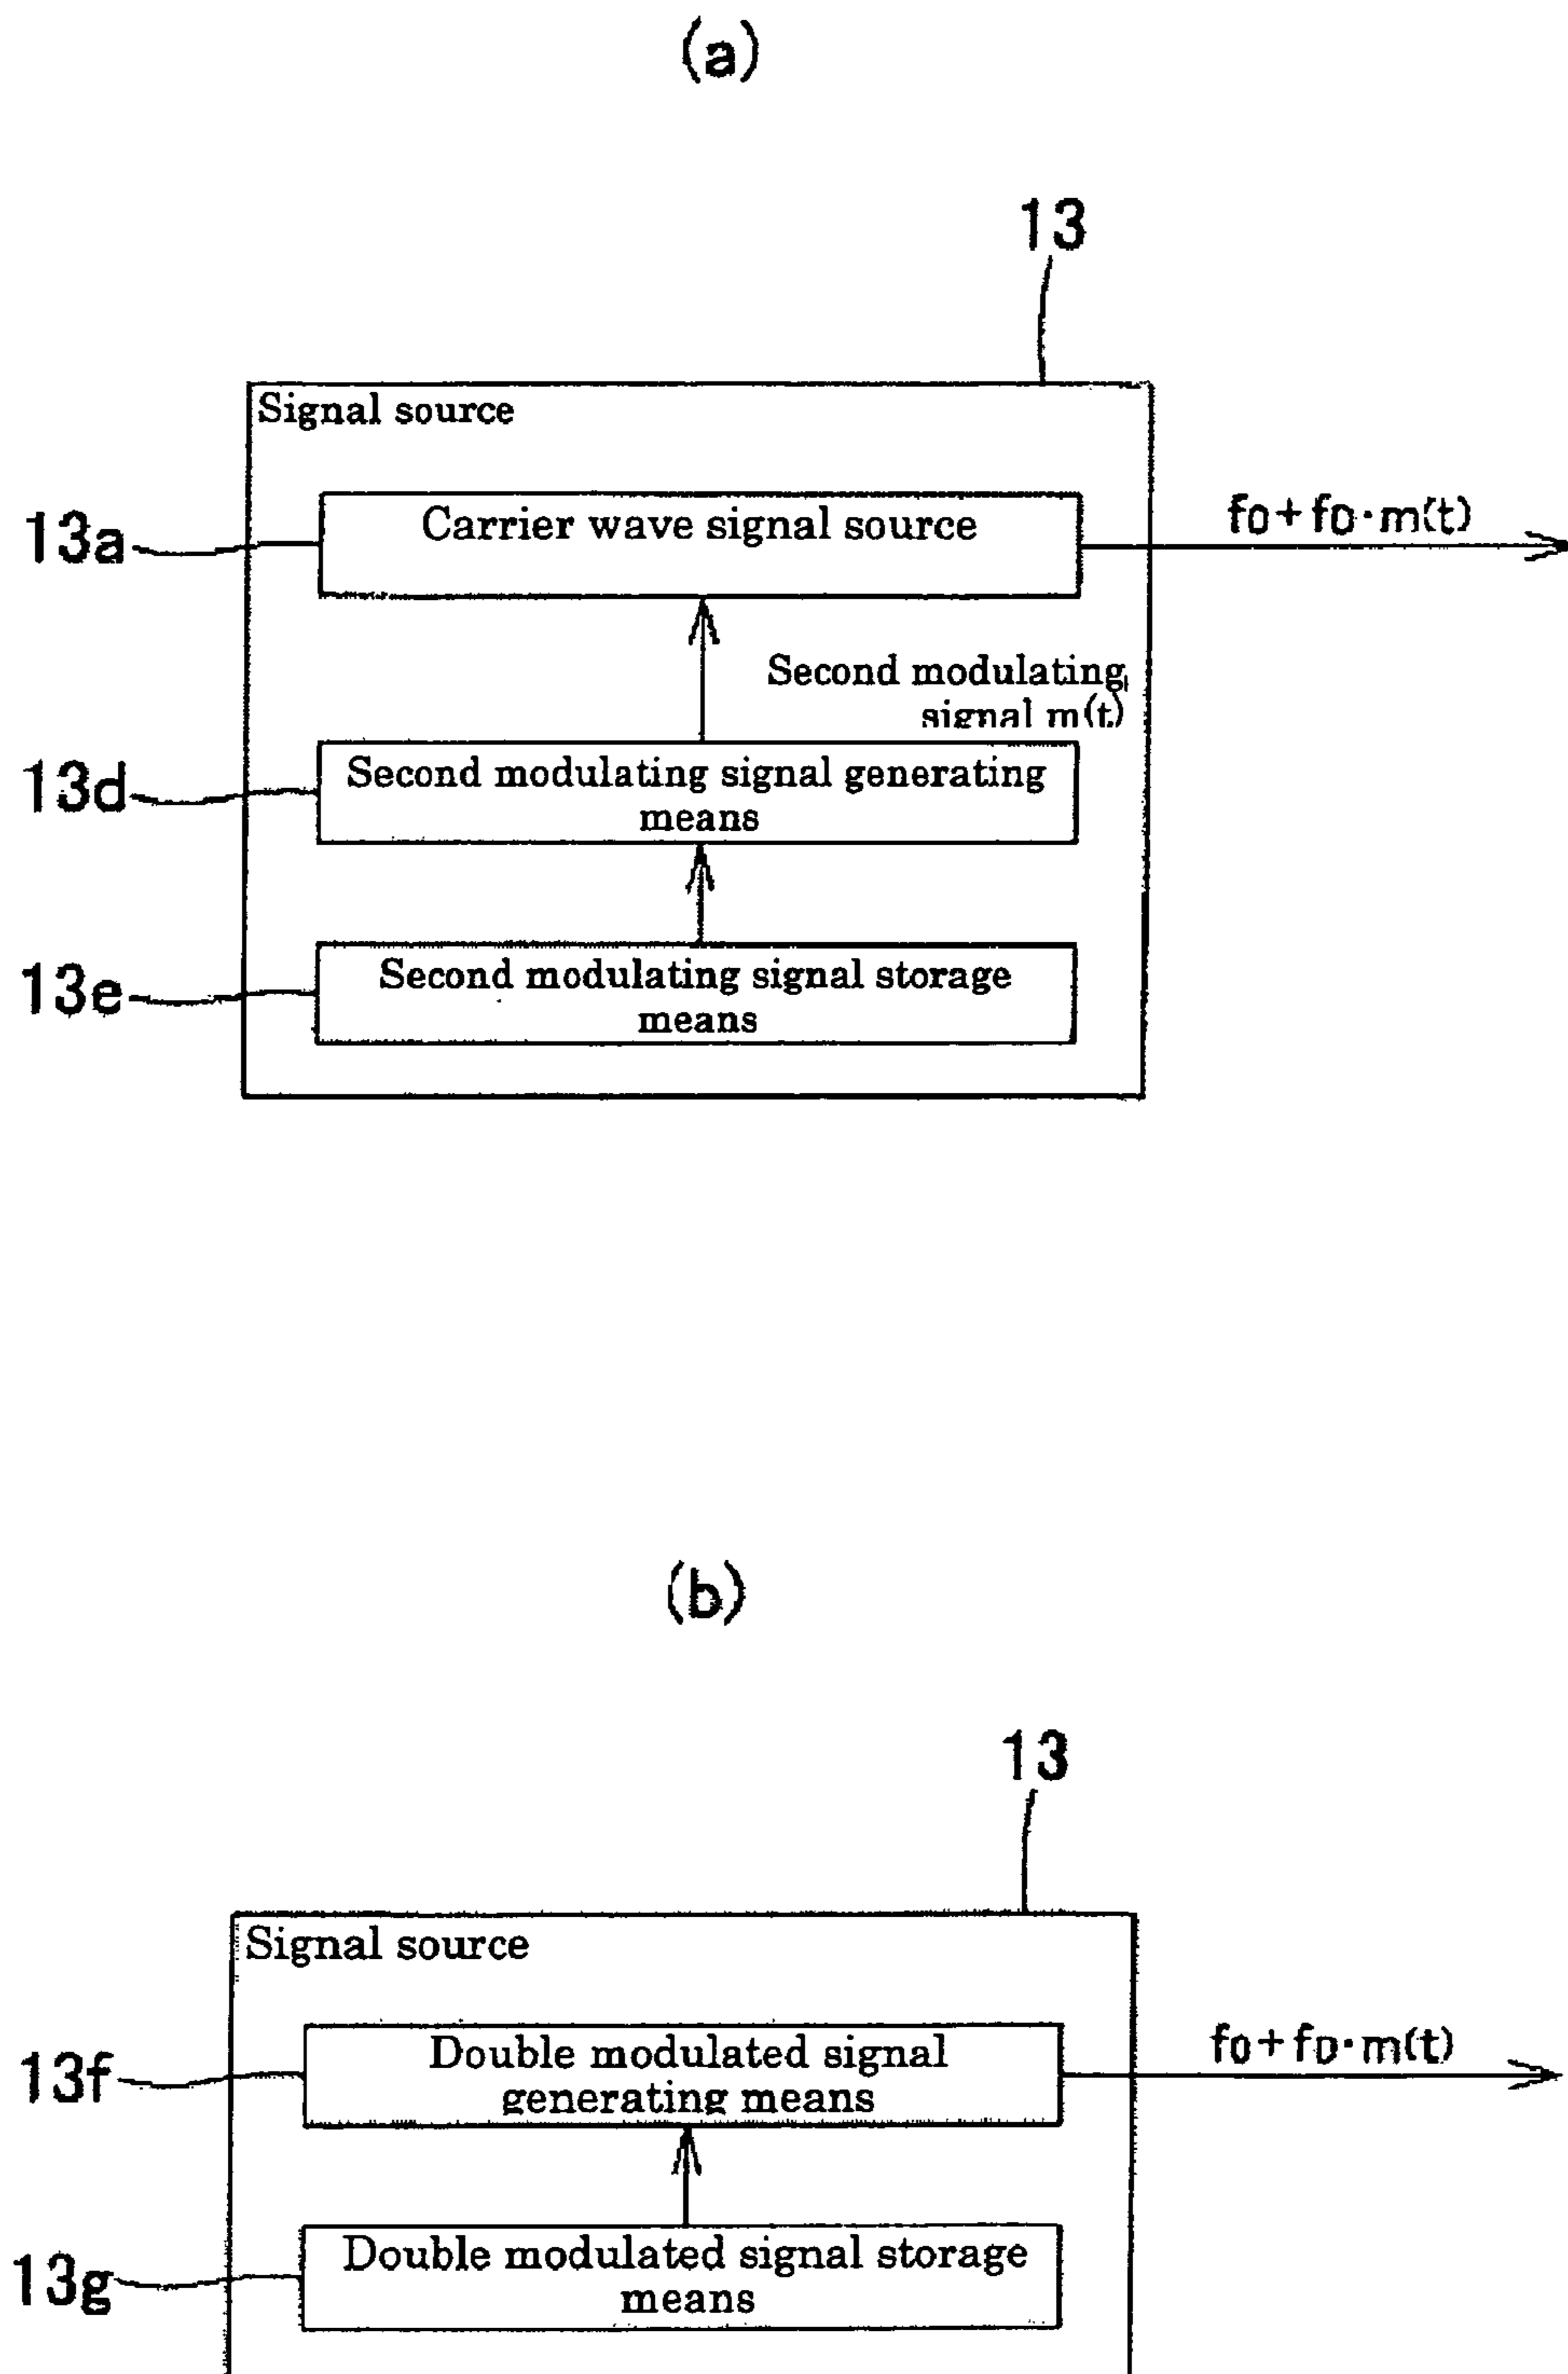 (a)
13
Signal source
13a
Carrier wave signal source
f0+fD·m(t)
Second modulating
signal m(t)
13d
Second modulating signal generating
means
13e
Second modulating signal storage
means
(b)
13
Signal source
13f
Double modulated signal
generating means
f0+fD·m(t)
13g
Double modulated signal storage
means